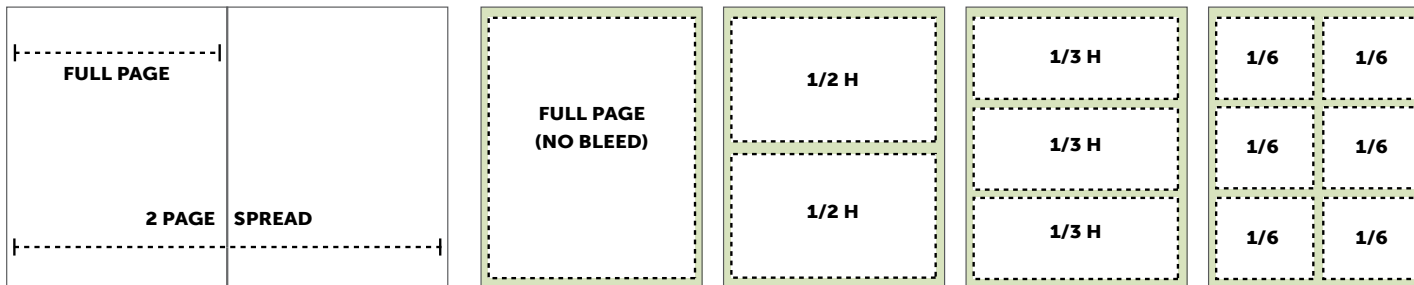 FULL PAGE
2 PAGE SPREAD
FULL PAGE
(NO BLEED)
1/2 H
1/2 H
1/3 H
1/3 H
1/3 H
1/6 1/6
1/6 1/6
1/6 1/6